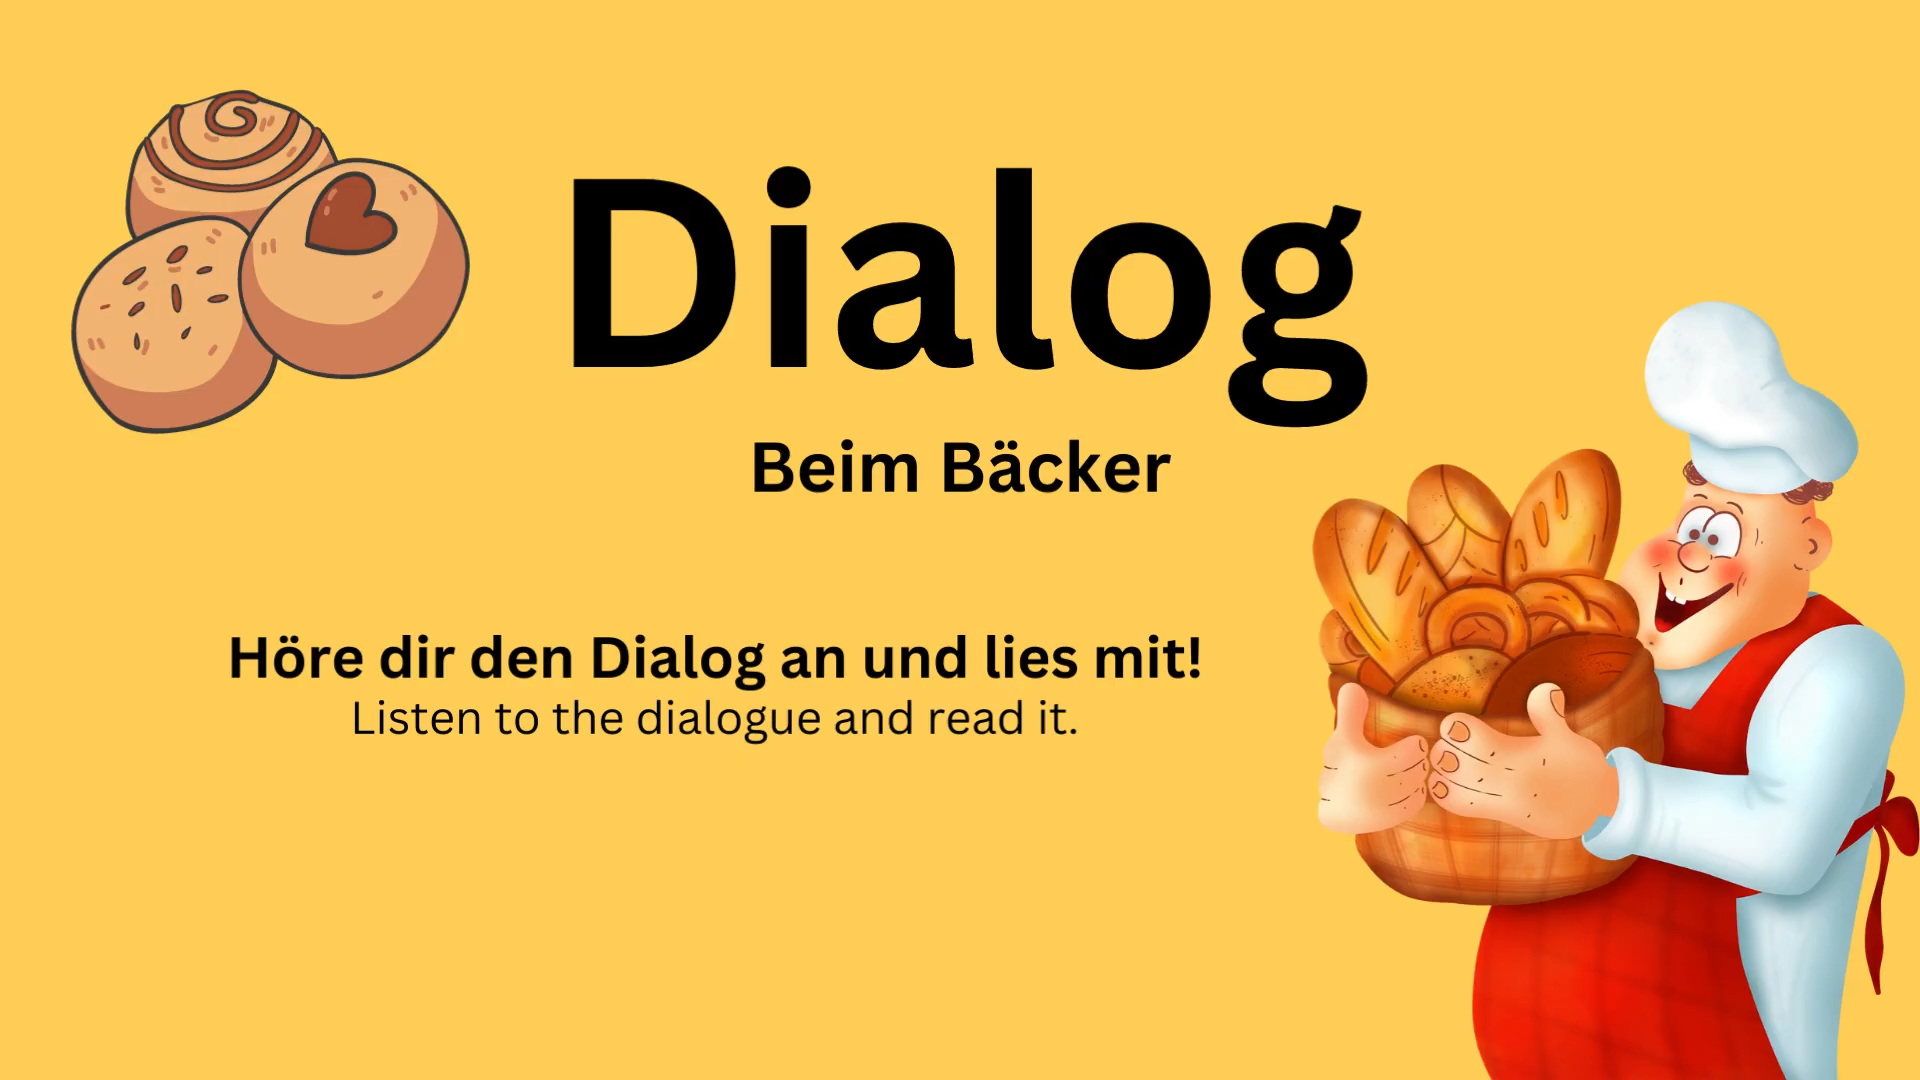 Dialog
Beim Bäcker
Höre dir den Dialog an und lies mit!
Listen to the dialogue and read it.